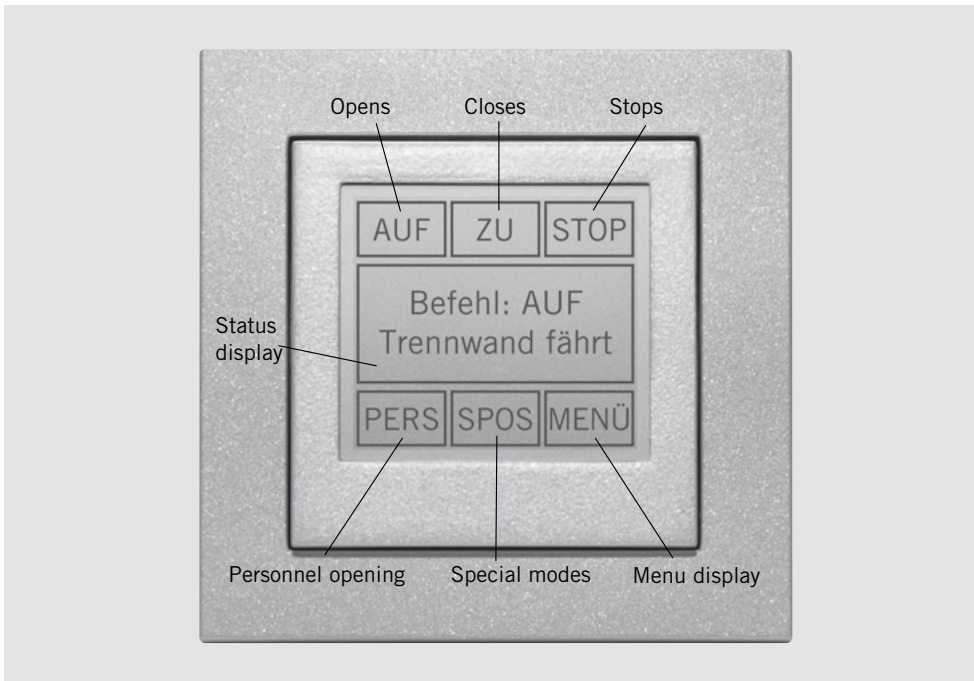 Opens Closes Stops
AUF ZU STOP
Befehl: AUF
Trennwand fährt
Status
display
PERS SPOS MENÜ
Personnel opening Special modes Menu display